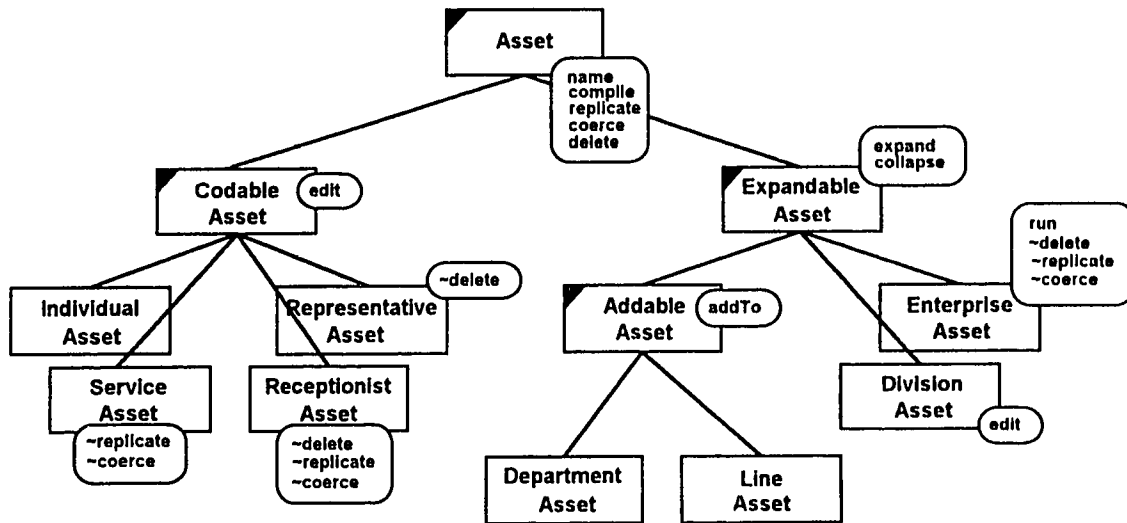 Asset
name
compile
replicate
coerce
delete
Codable
Asset
edit
Expandable
Asset
expand
collapse
Individual
Asset
Representative
Asset
~delete
Service
Asset
~replicate
~coerce
Receptionist
Asset
~delete
~replicate
~coerce
Addable
Asset
addTo
Enterprise
Asset
run
~delete
~replicate
~coerce
Division
Asset
edit
Department
Asset
Line
Asset